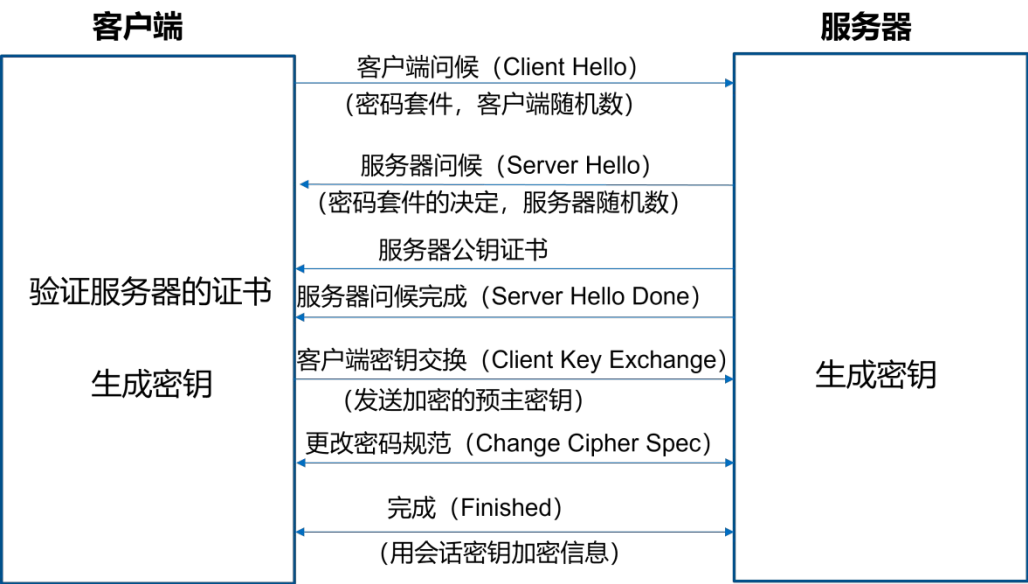 客户端
服务器
客户端问候（Client Hello）
（密码套件，客户端随机数）
服务器问候（Server Hello）
（密码套件的决定，服务器随机数）
服务器公钥证书
验证服务器的证书
服务器问候完成（Server Hello Done）
客户端密钥交换（Client Key Exchange）
生成密钥
生成密钥
（发送加密的预主密钥）
更改密码规范（Change Cipher Spec）
完成（Finished）
（用会话密钥加密信息）